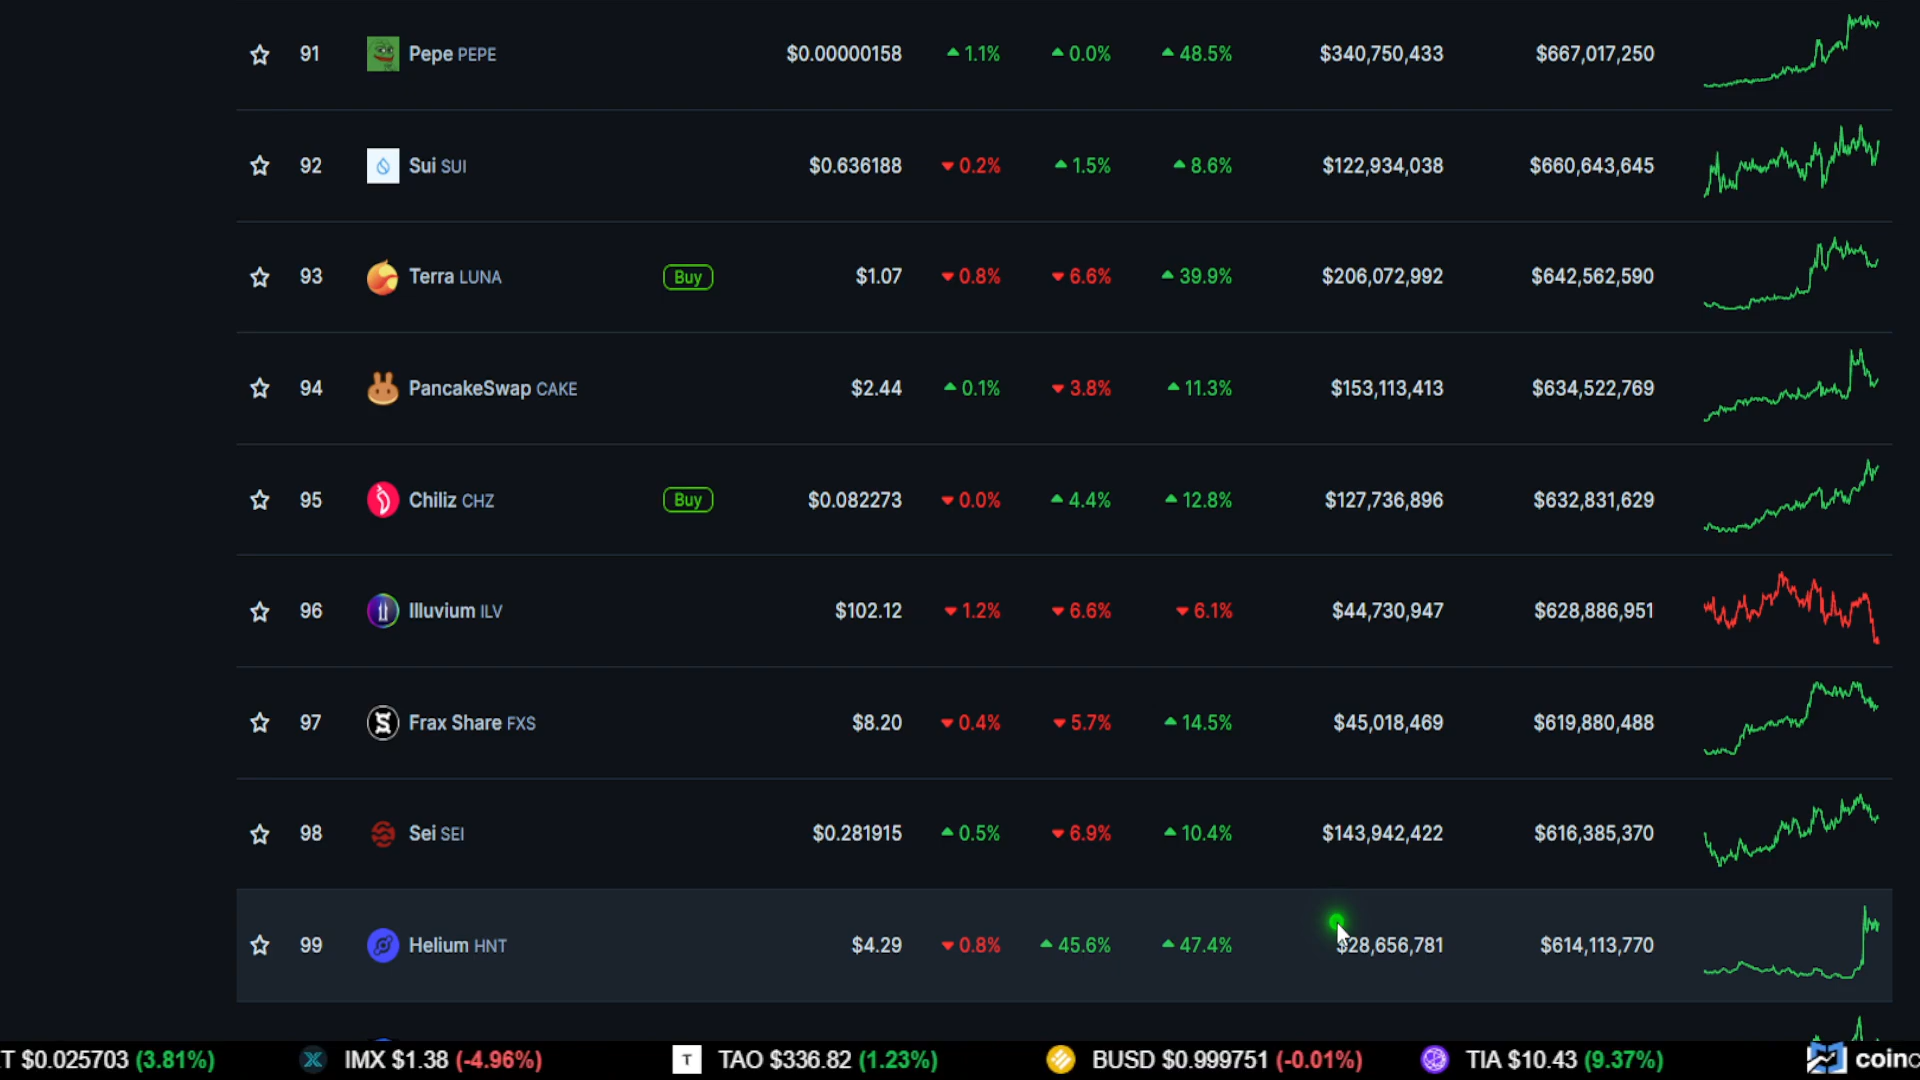 91 Pepe PEPE $0.00000158 1.1% 0.0% 48.5% $340,750,433 $667,017,250
92 Sui SUI $0.636188 0.2% 1.5% 8.6% $122,934,038 $660,643,645
93 Terra LUNA Buy $1.07 0.8% 6.6% 39.9% $206,072,992 $642,562,590
94 PancakeSwap CAKE $2.44 0.1% 3.8% 11.3% $153,113,413 $634,522,769
95 Chiliz CHZ Buy $0.082273 0.0% 4.4% 12.8% $127,736,896 $632,831,629
96 Illuvium ILV $102.12 1.2% 6.6% 6.1% $44,730,947 $628,886,951
97 Frax Share FXS $8.20 0.4% 5.7% 14.5% $45,018,469 $619,880,488
98 Sei SEI $0.281915 0.5% 6.9% 10.4% $143,942,422 $616,385,370
99 Helium HNT $4.29 0.8% 45.6% 47.4% $28,656,781 $614,113,770
T $0.025703 (3.81%) IMX $1.38 (-4.96%) T TAO $336.82 (1.23%) BUSD $0.999751 (-0.01%) TIA $10.43 (9.37%) coinc